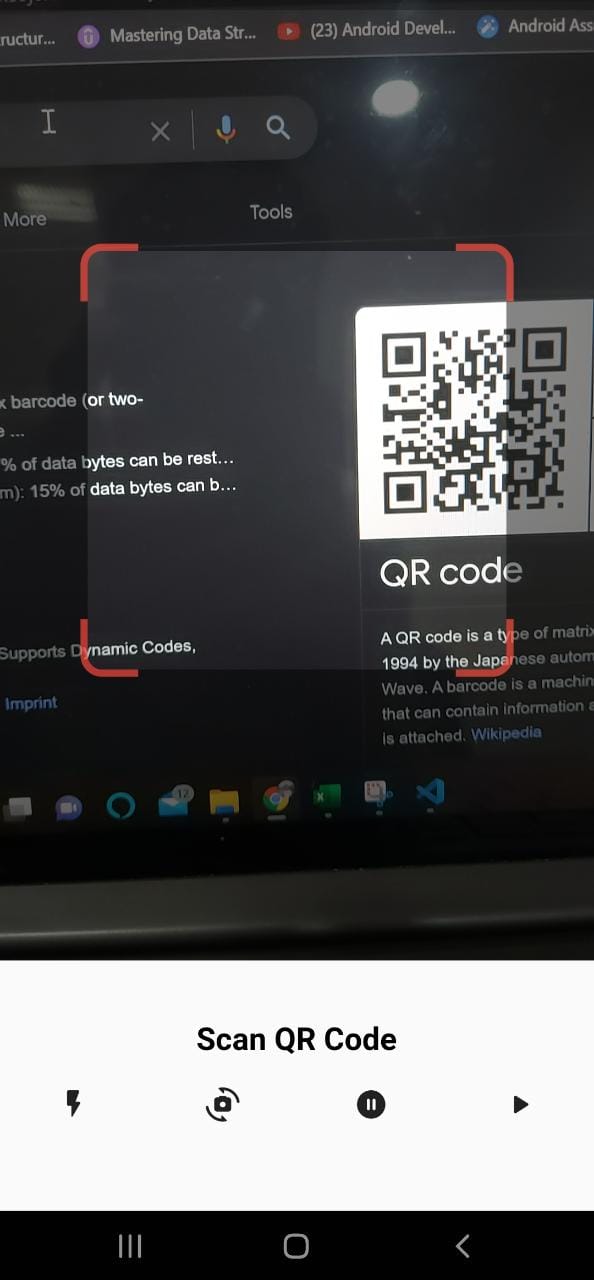 ructur...
Mastering Data Str...
(23) Android Devel...
Android Ass
More
Tools
x barcode (or two-
e ...
% of data bytes can be rest...
m): 15% of data bytes can b...
Supports Dynamic Codes,
Imprint
QR code
A QR code is a type of matrix
1994 by the Japanese autom
Wave. A barcode is a machin
that can contain information a
is attached. Wikipedia
12
Scan QR Code